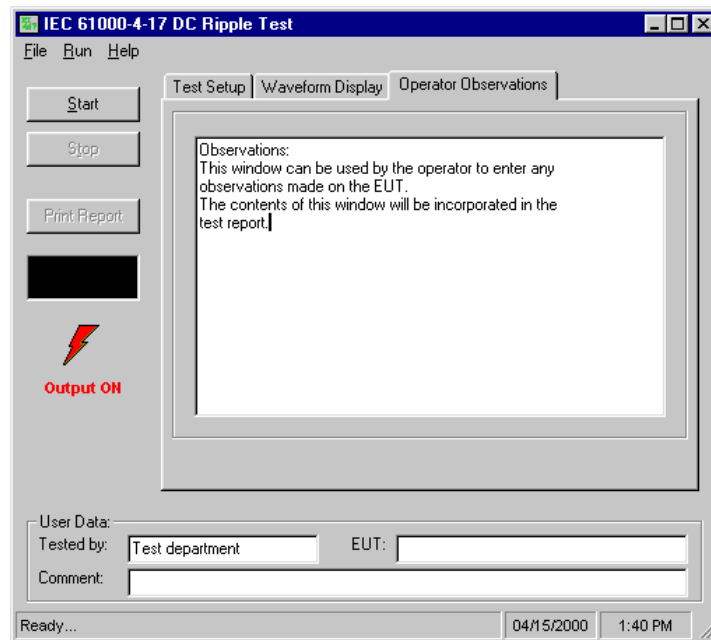 IEC 61000-4-17 DC Ripple Test
File Run Help
Start
Stop
Print Report
Output ON
Test Setup
Waveform Display
Operator Observations
Observations:
This window can be used by the operator to enter any
observations made on the EUT.
The contents of this window will be incorporated in the
test report.
User Data:
Tested by: Test department EUT:
Comment:
Ready... 04/15/2000 1:40 PM